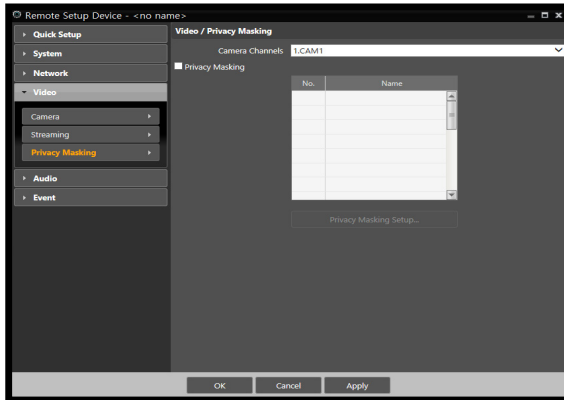 Remote Setup Device - <no name>
Quick Setup
System
Network
Video
Camera
Streaming
Privacy Masking
Audio
Event
Video / Privacy Masking
Camera Channels 1.CAM1
Privacy Masking
No. Name
Privacy Masking Setup...
OK Cancel Apply